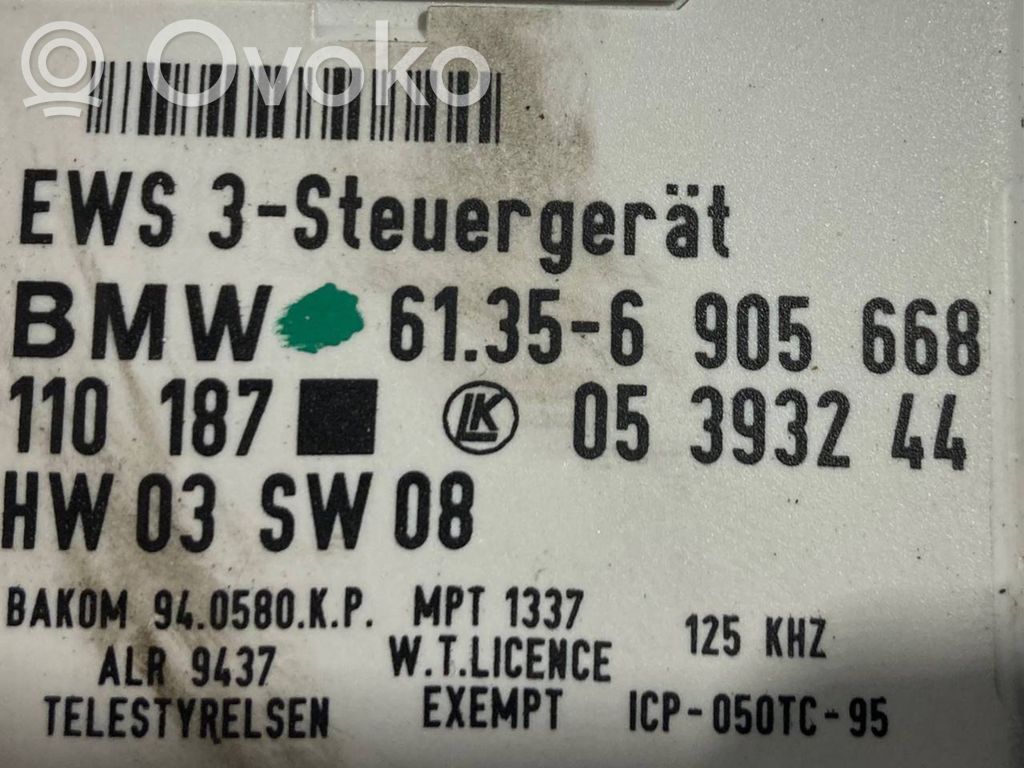 Ovoko
EWS 3-Steuergerät
BMW 61.35-6 905 668
110 187 LK 05 3932 44
HW 03 SW 08
BAKOM 94.0580.K.P. MPT 1337
ALR 9437 W.T.LICENCE 125 KHZ
TELESTYRELSEN EXEMPT ICP-050TC-95